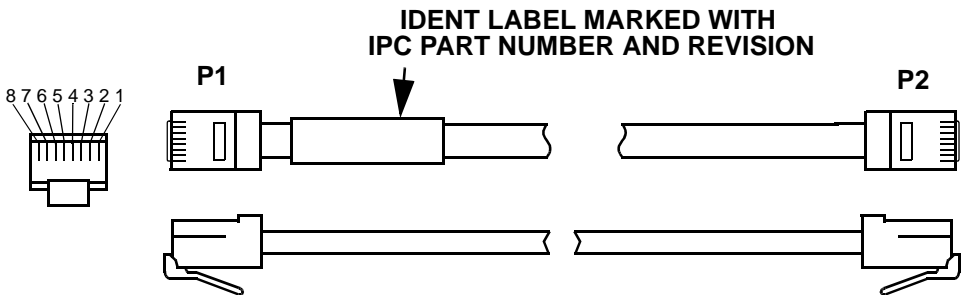 IDENT LABEL MARKED WITH
IPC PART NUMBER AND REVISION
P1
P2
8 7 6 5 4 3 2 1